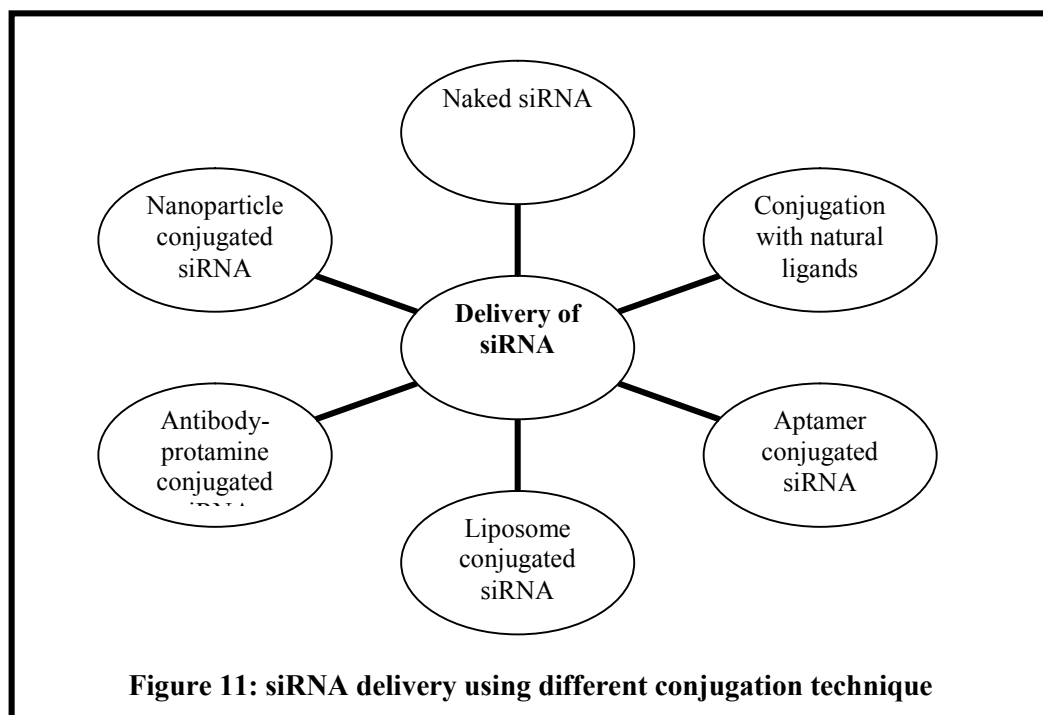 Naked siRNA
Nanoparticle
conjugated
siRNA
Conjugation
with natural
ligands
Delivery of
siRNA
Antibody-
protamine
conjugated
Aptamer
conjugated
siRNA
Liposome
conjugated
siRNA
Figure 11: siRNA delivery using different conjugation technique